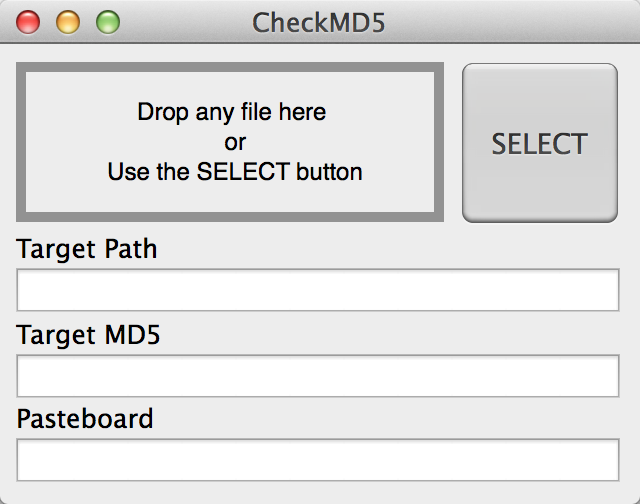 CheckMD5
Drop any file here
or
Use the SELECT button
SELECT
Target Path
Target MD5
Pasteboard